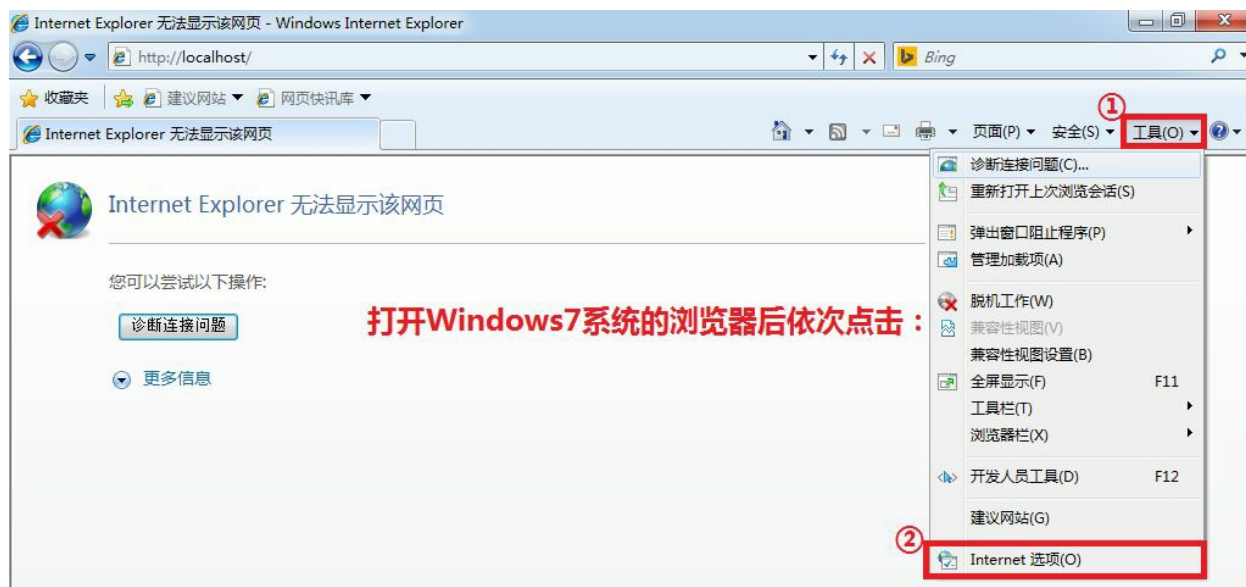 Internet Explorer 无法显示该网页 - Windows Internet Explorer
http://localhost/
Bing
收藏夹
建议网站
网页快讯库
Internet Explorer 无法显示该网页
①
页面(P)
安全(S)
工具(O)
诊断连接问题(C)...
重新打开上次浏览会话(S)
弹出窗口阻止程序(P)
管理加载项(A)
脱机工作(W)
兼容性视图(V)
兼容性视图设置(B)
全屏显示(F) F11
工具栏(T)
浏览器栏(X)
开发人员工具(D) F12
建议网站(G)
②
Internet 选项(O)
Internet Explorer 无法显示该网页
您可以尝试以下操作:
诊断连接问题
打开Windows7系统的浏览器后依次点击：
更多信息